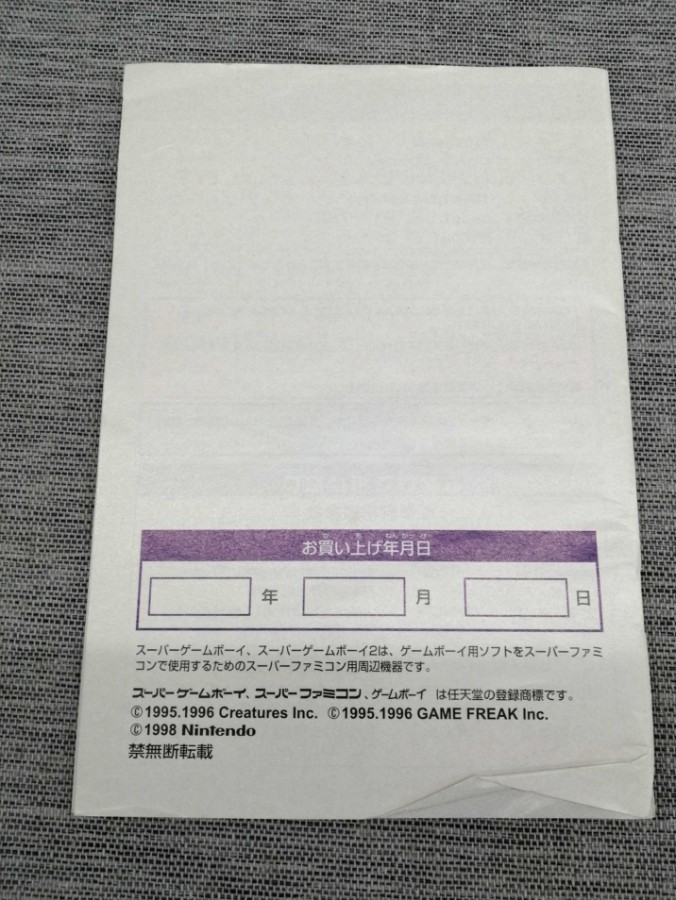 お買い上げ年月日
年 月 日
スーパーゲームボーイ、スーパーゲームボーイ2は、ゲームボーイ用ソフトをスーパーファミ
コンで使用するためのスーパーファミコン用周辺機器です。
スーパーゲームボーイ、スーパーファミコン、ゲームボーイ は任天堂の登録商標です。
©1995.1996 Creatures Inc. ©1995.1996 GAME FREAK Inc.
©1998 Nintendo
禁無断転載